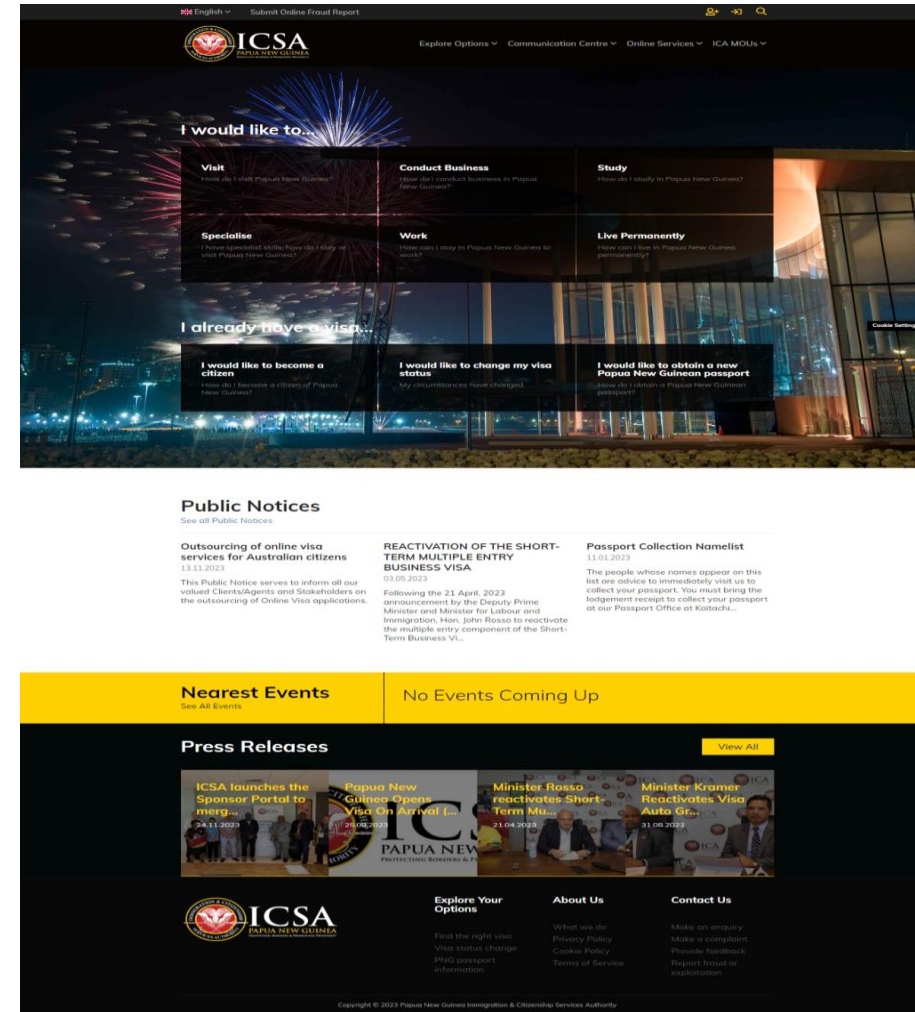 English
Submit Online Fraud Report
ICSA
PAPUA NEW GUINEA
Explore Options
Communication Centre
Online Services
ICA MOUs
I would like to...
Visit
How do I visit Papua New Guinea?
Conduct Business
How do I conduct business in Papua
New Guinea?
Study
How do I study in Papua New Guinea?
Specialise
I have specialist skills; how do I stay or
visit Papua New Guinea?
Work
How can I stay in Papua New Guinea to
work?
Live Permanently
How can I live in Papua New Guinea
permanently?
Cookie Setting
I already have a visa...
I would like to become a
citizen
How do I become a citizen of Papua
New Guinea?
I would like to change my visa
status
My circumstances have changed.
I would like to obtain a new
Papua New Guinean passport
How do I obtain a Papua New Guinean
passport?
Public Notices
See all Public Notices
Outsourcing of online visa
services for Australian citizens
13.11.2023
This Public Notice serves to inform all our
valued Clients/Agents and Stakeholders on
the outsourcing of Online Visa applications.
REACTIVATION OF THE SHORT-
TERM MULTIPLE ENTRY
BUSINESS VISA
03.05.2023
Following the 21 April, 2023
announcement by the Deputy Prime
Minister and Minister for Labour and
Immigration, Hon. John Rosso to reactivate
the multiple entry component of the Short-
Term Business Vi...
Passport Collection Namelist
11.01.2023
The people whose names appear on this
list are advice to immediately visit us to
collect your passport. You must bring the
lodgement receipt to collect your passport
at our Passport Office at Koitachi...
Nearest Events
See All Events
No Events Coming Up
Press Releases
View All
ICSA launches the
Sponsor Portal to
merg...
24.11.2023
Papua New
Guinea Opens
Visa On Arrival (...
Minister Rosso
reactivates Short-
Term Mu...
21.04.2023
Minister Kramer
Reactivates Visa
Auto Gr...
31.08.2022
ICA
PAPUA NEW
ICSA
PAPUA NEW GUINEA
Explore Your
Options
Find the right visa
Visa status change
PNG passport
information
About Us
What we do
Privacy Policy
Cookie Policy
Terms of Service
Contact Us
Make an enquiry
Make a complaint
Provide feedback
Report fraud or
exploitation
Copyright © 2023 Papua New Guinea Immigration & Citizenship Services Authority